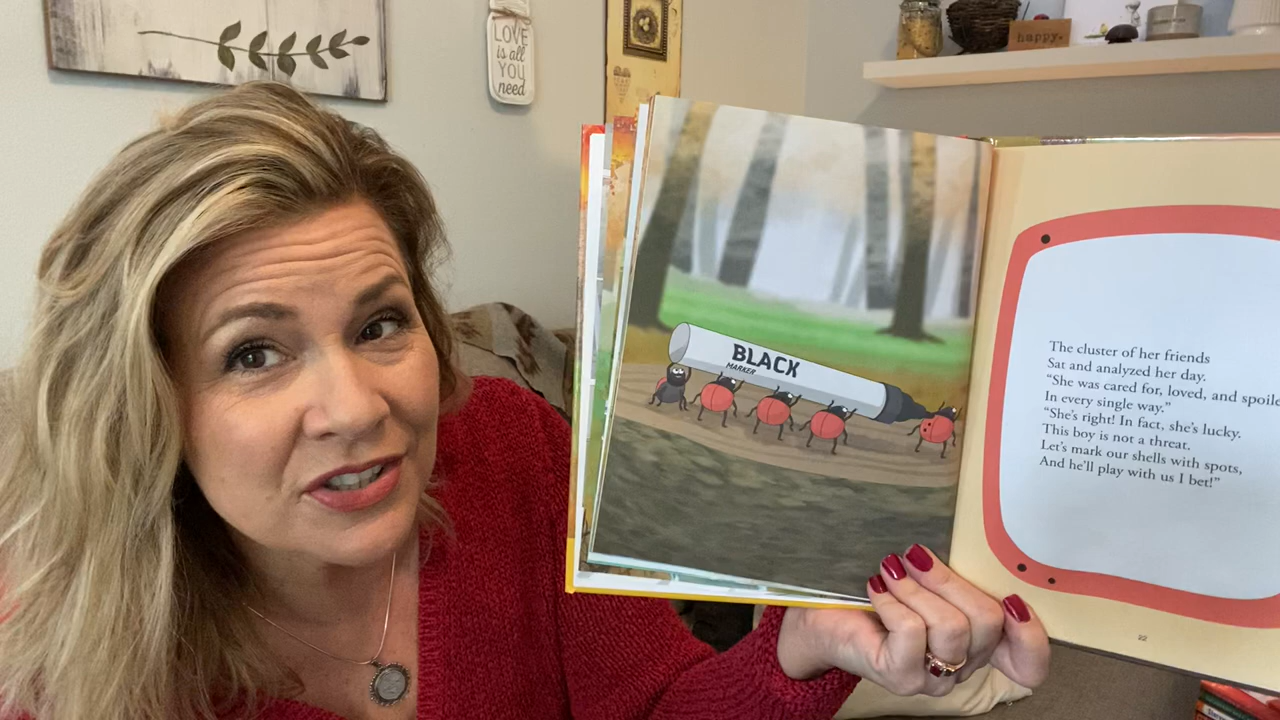 LOVE
is all
YOU
need
happy.
BLACK
MARKER
The cluster of her friends
Sat and analyzed her day.
“She was cared for, loved, and spoile
In every single way.”
“She’s right! In fact, she’s lucky.
This boy is not a threat.
Let’s mark our shells with spots,
And he’ll play with us I bet!”
22